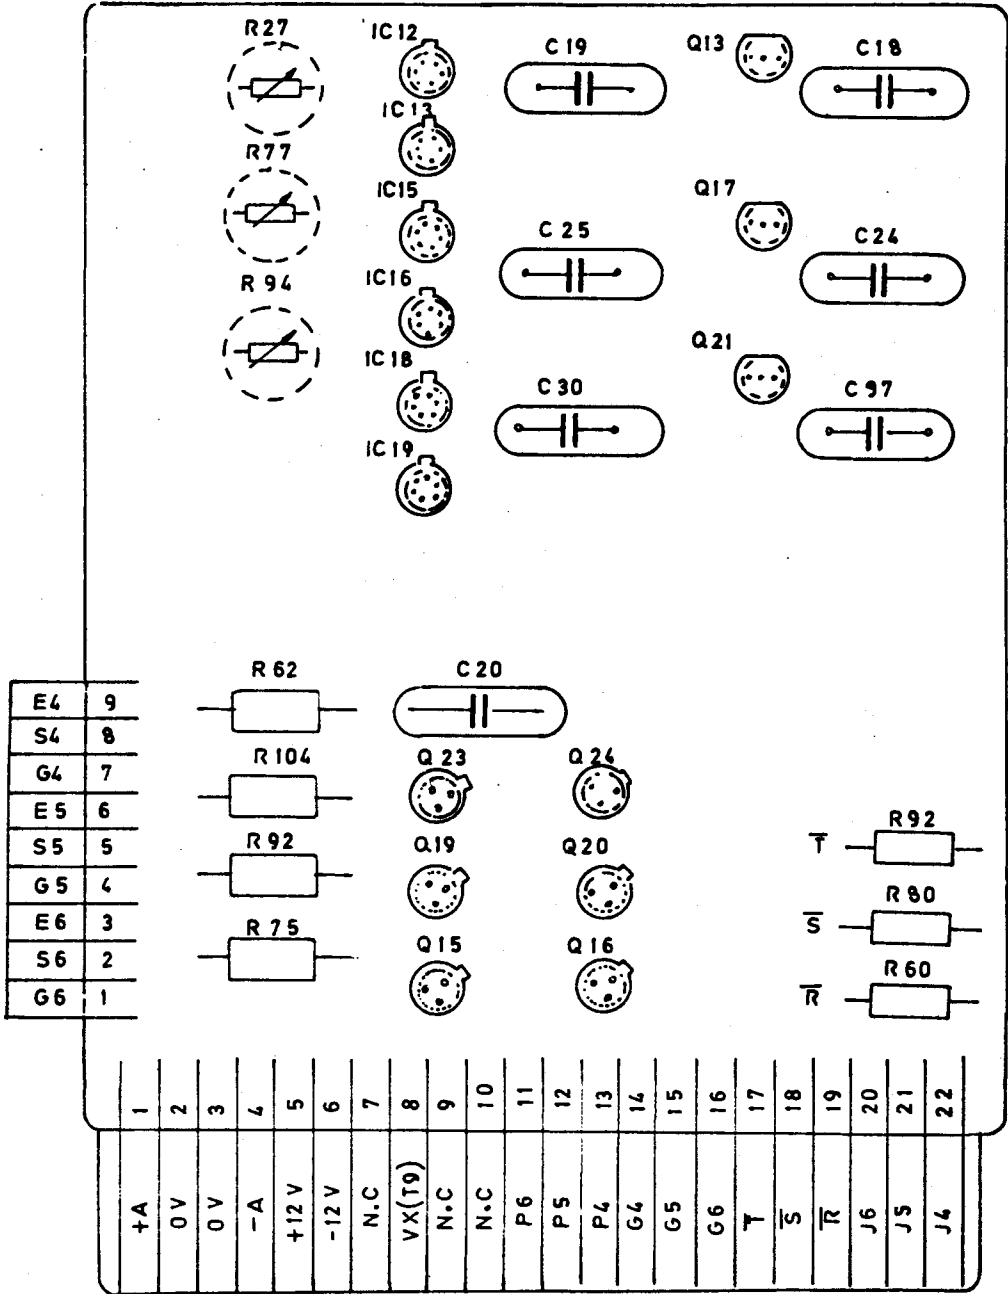 R27 IC12 C19 Q13 C18
IC13
R77 IC15 Q17
C25 C24
R94 IC16
Q21
IC18 C30 C97
IC19
R62 C20
E4 9
S4 8
G4 7
R104 Q23 Q24
E5 6
S5 5
R92 Q19 Q20 T̅ R92
G5 4
E6 3
R75 Q15 Q16 S̅ R80
S6 2
G6 1
R̅ R60
1 2 3 4 5 6 7 8 9 10 11 12 13 14 15 16 17 18 19 20 21 22
+A 0V 0V -A +12V -12V N.C VX(T9) N.C N.C P6 P5 P4 G4 G5 G6 T̅ S̅ R̅ J6 J5 J4